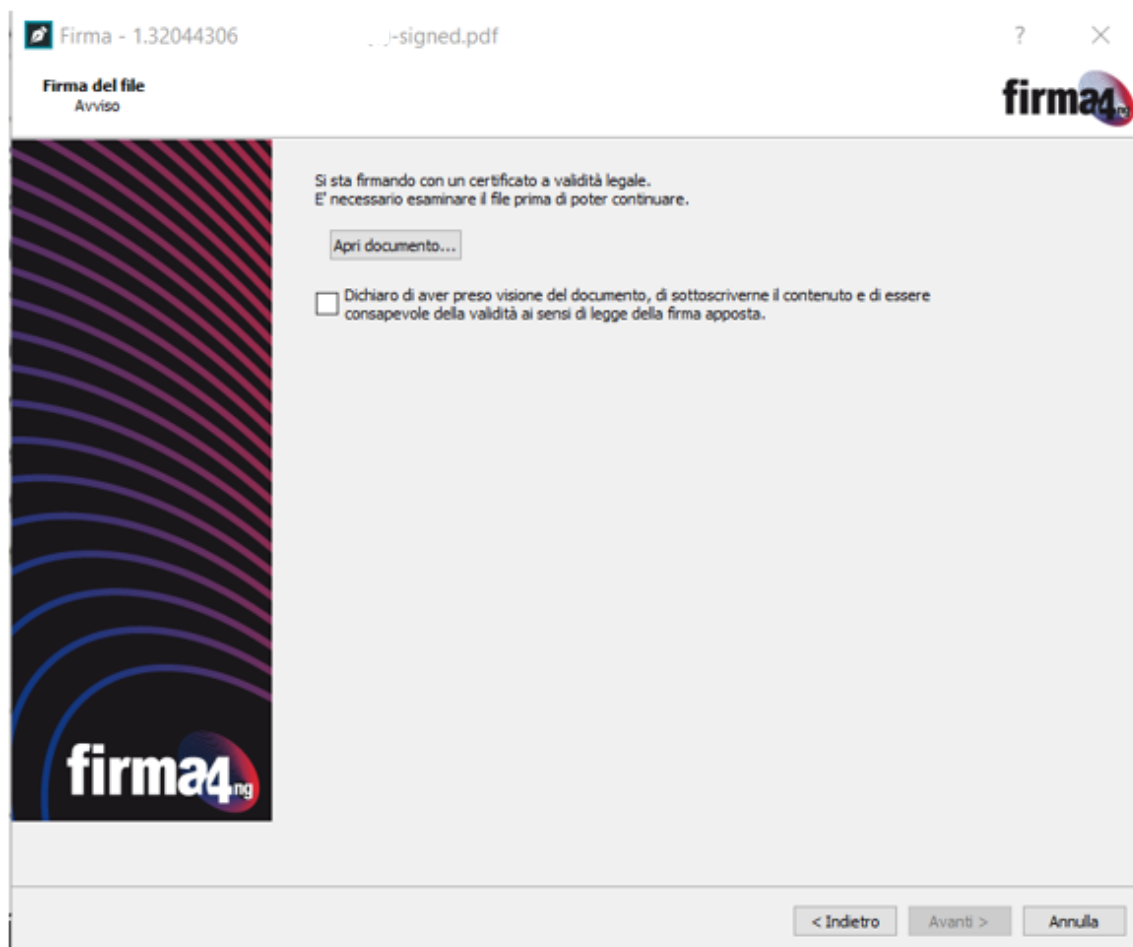 Firma - 1.32044306 -signed.pdf
?
Firma del file
Avviso
firma4ng
Si sta firmando con un certificato a validità legale.
E' necessario esaminare il file prima di poter continuare.
Apri documento...
Dichiaro di aver preso visione del documento, di sottoscriverne il contenuto e di essere
consapevole della validità ai sensi di legge della firma apposta.
firma4ng
< Indietro Avanti > Annulla